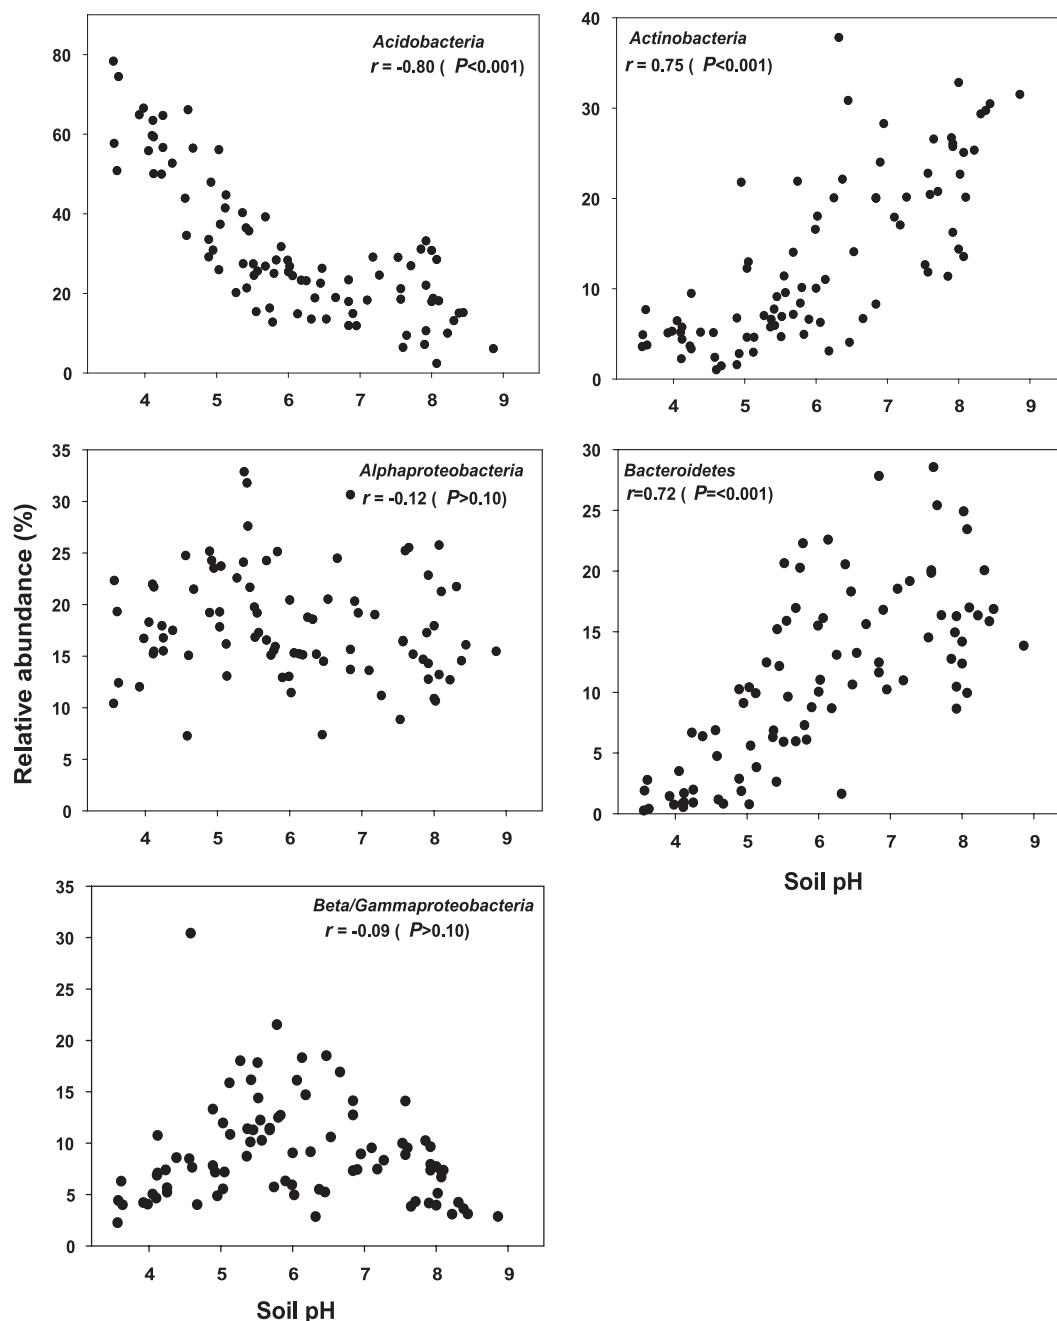 Acidobacteria
r = -0.80 ( P<0.001)
80
60
40
20
0
4 5 6 7 8 9
Actinobacteria
r = 0.75 ( P<0.001)
40
30
20
10
0
4 5 6 7 8 9
Relative abundance (%)
Alphaproteobacteria
r = -0.12 ( P>0.10)
35
30
25
20
15
10
5
0
4 5 6 7 8 9
Bacteroidetes
r=0.72 ( P=<0.001)
30
25
20
15
10
5
0
4 5 6 7 8 9
Soil pH
Beta/Gammaproteobacteria
r = -0.09 ( P>0.10)
35
30
25
20
15
10
5
0
4 5 6 7 8 9
Soil pH